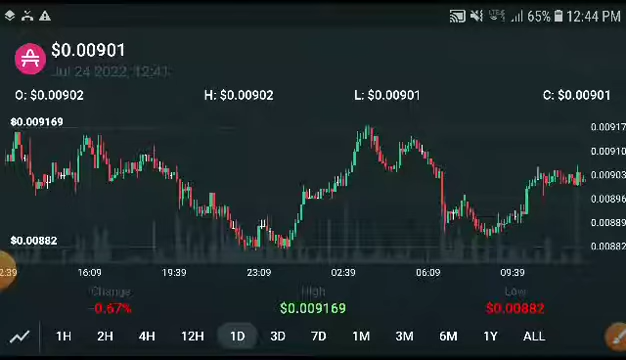 65% 12:44 PM
$0.00901
Jul 24 2022, 12:41
O: $0.00902 H: $0.00902 L: $0.00901 C: $0.00901
$0.009169
0.00917
0.00910
0.00903
0.00896
0.00889
$0.00882
0.00882
2:39 16:09 19:39 23:09 02:39 06:09 09:39
Change High Low
-0.67% $0.009169 $0.00882
1H 2H 4H 12H 1D 3D 7D 1M 3M 6M 1Y ALL